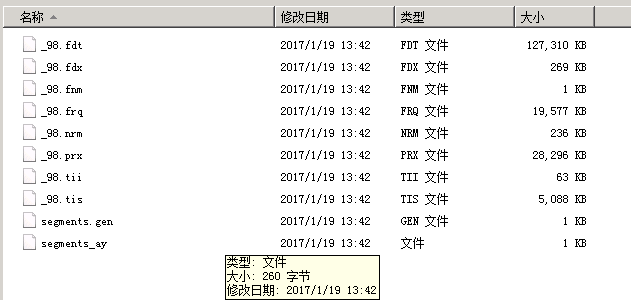 名称 修改日期 类型 大小
_98.fdt 2017/1/19 13:42 FDT 文件 127,310 KB
_98.fdx 2017/1/19 13:42 FDX 文件 269 KB
_98.fnm 2017/1/19 13:42 FNM 文件 1 KB
_98.frq 2017/1/19 13:42 FRQ 文件 19,577 KB
_98.nrm 2017/1/19 13:42 NRM 文件 236 KB
_98.prx 2017/1/19 13:42 PRX 文件 28,296 KB
_98.tii 2017/1/19 13:42 TII 文件 63 KB
_98.tis 2017/1/19 13:42 TIS 文件 5,088 KB
segments.gen 2017/1/19 13:42 GEN 文件 1 KB
segments_ay 2017/1/19 13:42 文件 1 KB
类型: 文件
大小: 260 字节
修改日期: 2017/1/19 13:42